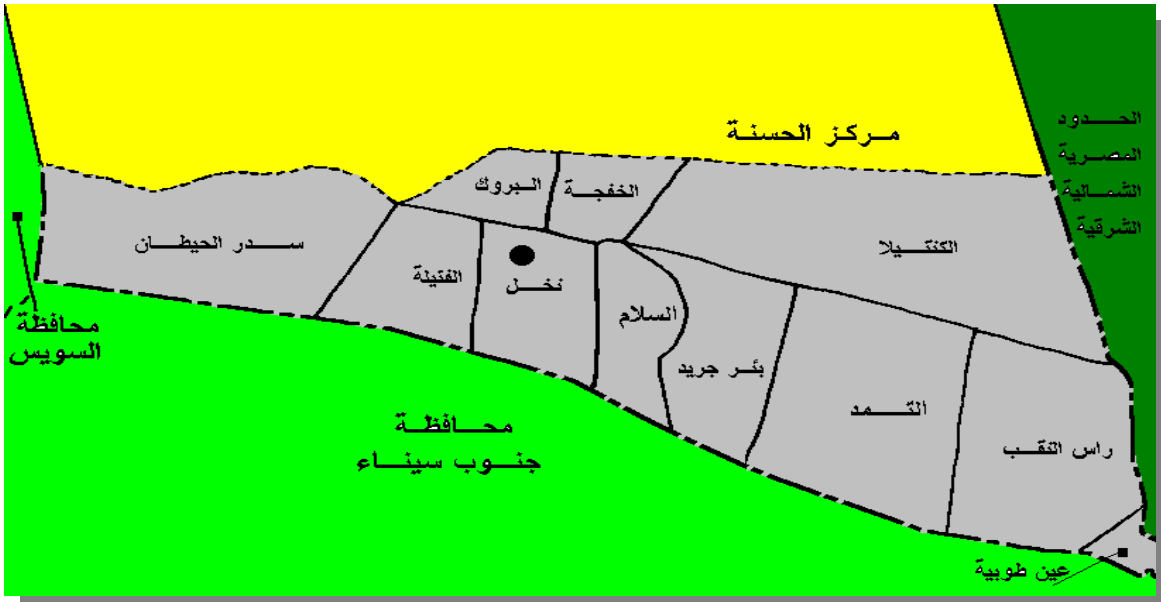 مركز الحسنة
الحدود
المصرية
الشمالية
الشرقية
البروك
الخفجة
الكنتيلا
سدر الحيطان
الفتيلة
نخل
السلام
بئر جريد
التمد
راس النقب
عين طوبية
محافظة
السويس
محافظة
جنوب سيناء